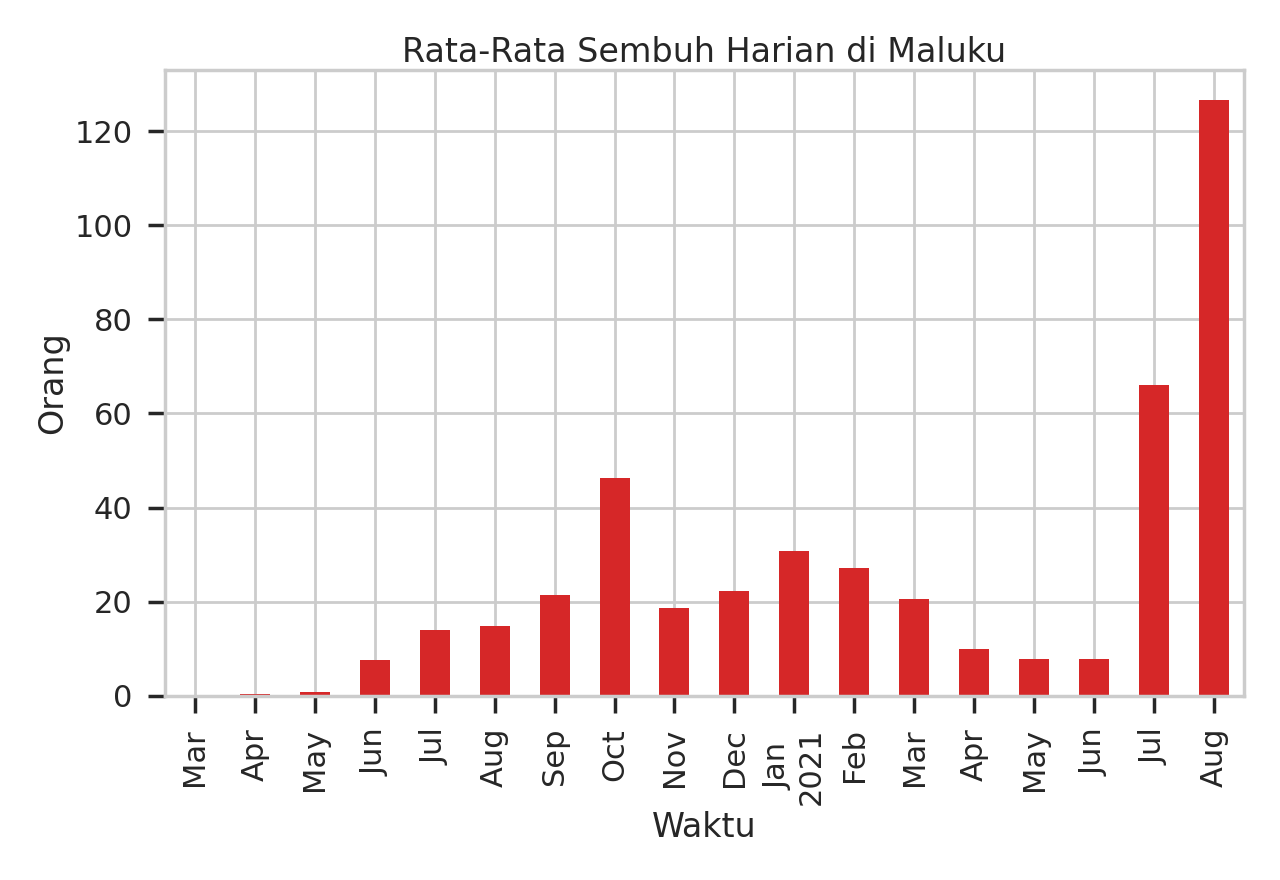 Rata-Rata Sembuh Harian di Maluku
120
100
80
60
40
20
0
Orang
Mar
Apr
May
Jun
Jul
Aug
Sep
Oct
Nov
Dec
Jan
2021
Feb
Mar
Apr
May
Jun
Jul
Aug
Waktu